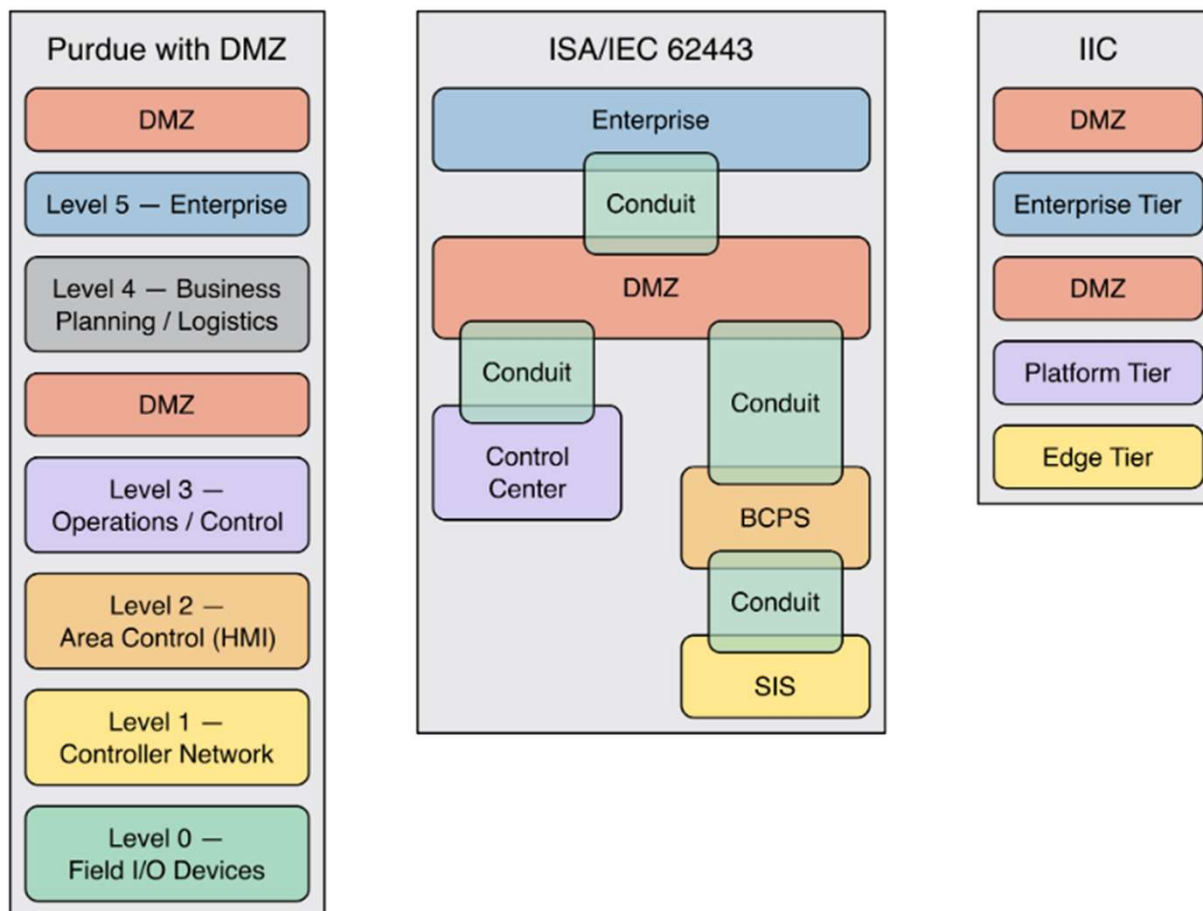 Purdue with DMZ
DMZ
Level 5 — Enterprise
Level 4 — Business
Planning / Logistics
DMZ
Level 3 —
Operations / Control
Level 2 —
Area Control (HMI)
Level 1 —
Controller Network
Level 0 —
Field I/O Devices
ISA/IEC 62443
Enterprise
Conduit
DMZ
Conduit
Conduit
Control
Center
BCPS
Conduit
SIS
IIC
DMZ
Enterprise Tier
DMZ
Platform Tier
Edge Tier